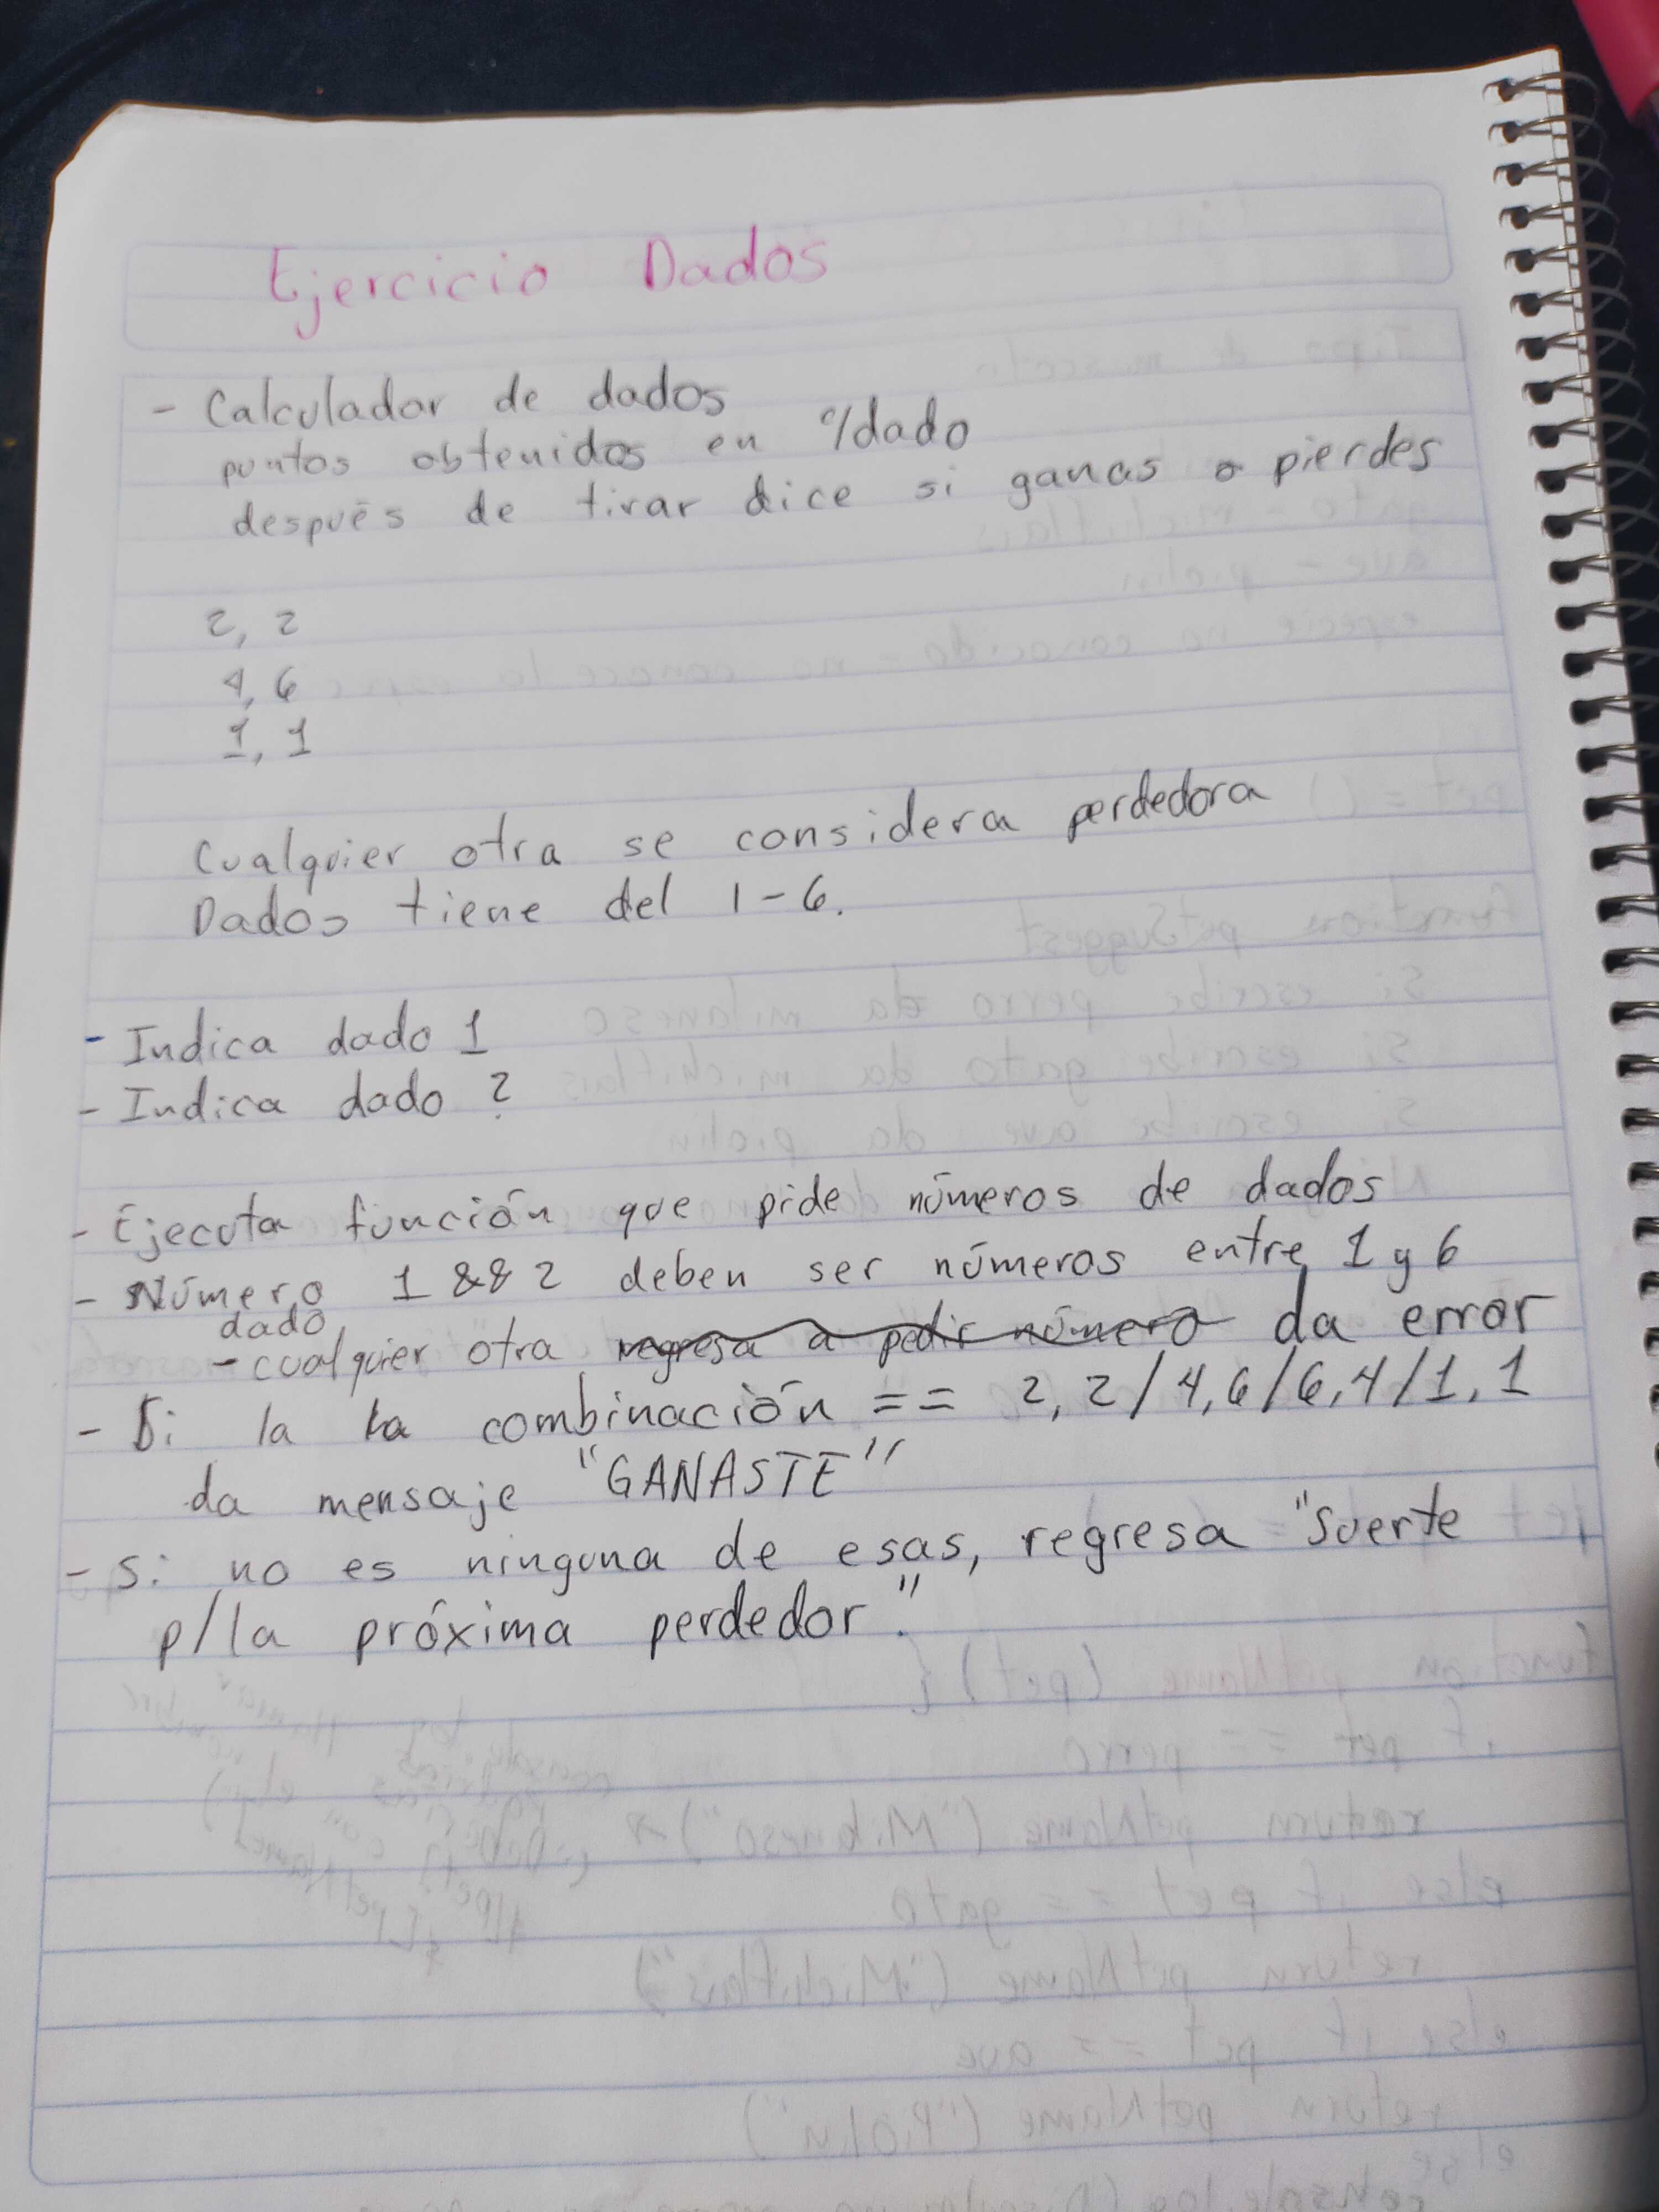 Ejercicio Dados
- Calculador de dados
puntos obtenidos en c/dado
después de tirar dice si ganas o pierdes
2, 2
4, 6
1, 1
Cualquier otra se considera perdedora
Dados tiene del 1-6.
- Indica dado 1
- Indica dado 2
- Ejecuta función que pide números de dados
- Número 1 && 2 deben ser números entre 1 y 6
dado
- cualquier otra regresa a pedir número da error
- Si la la combinación == 2, 2/4,6/6,4/1,1
da mensaje "GANASTE"
- Si no es ninguna de esas, regresa "Suerte
p/la próxima perdedor".